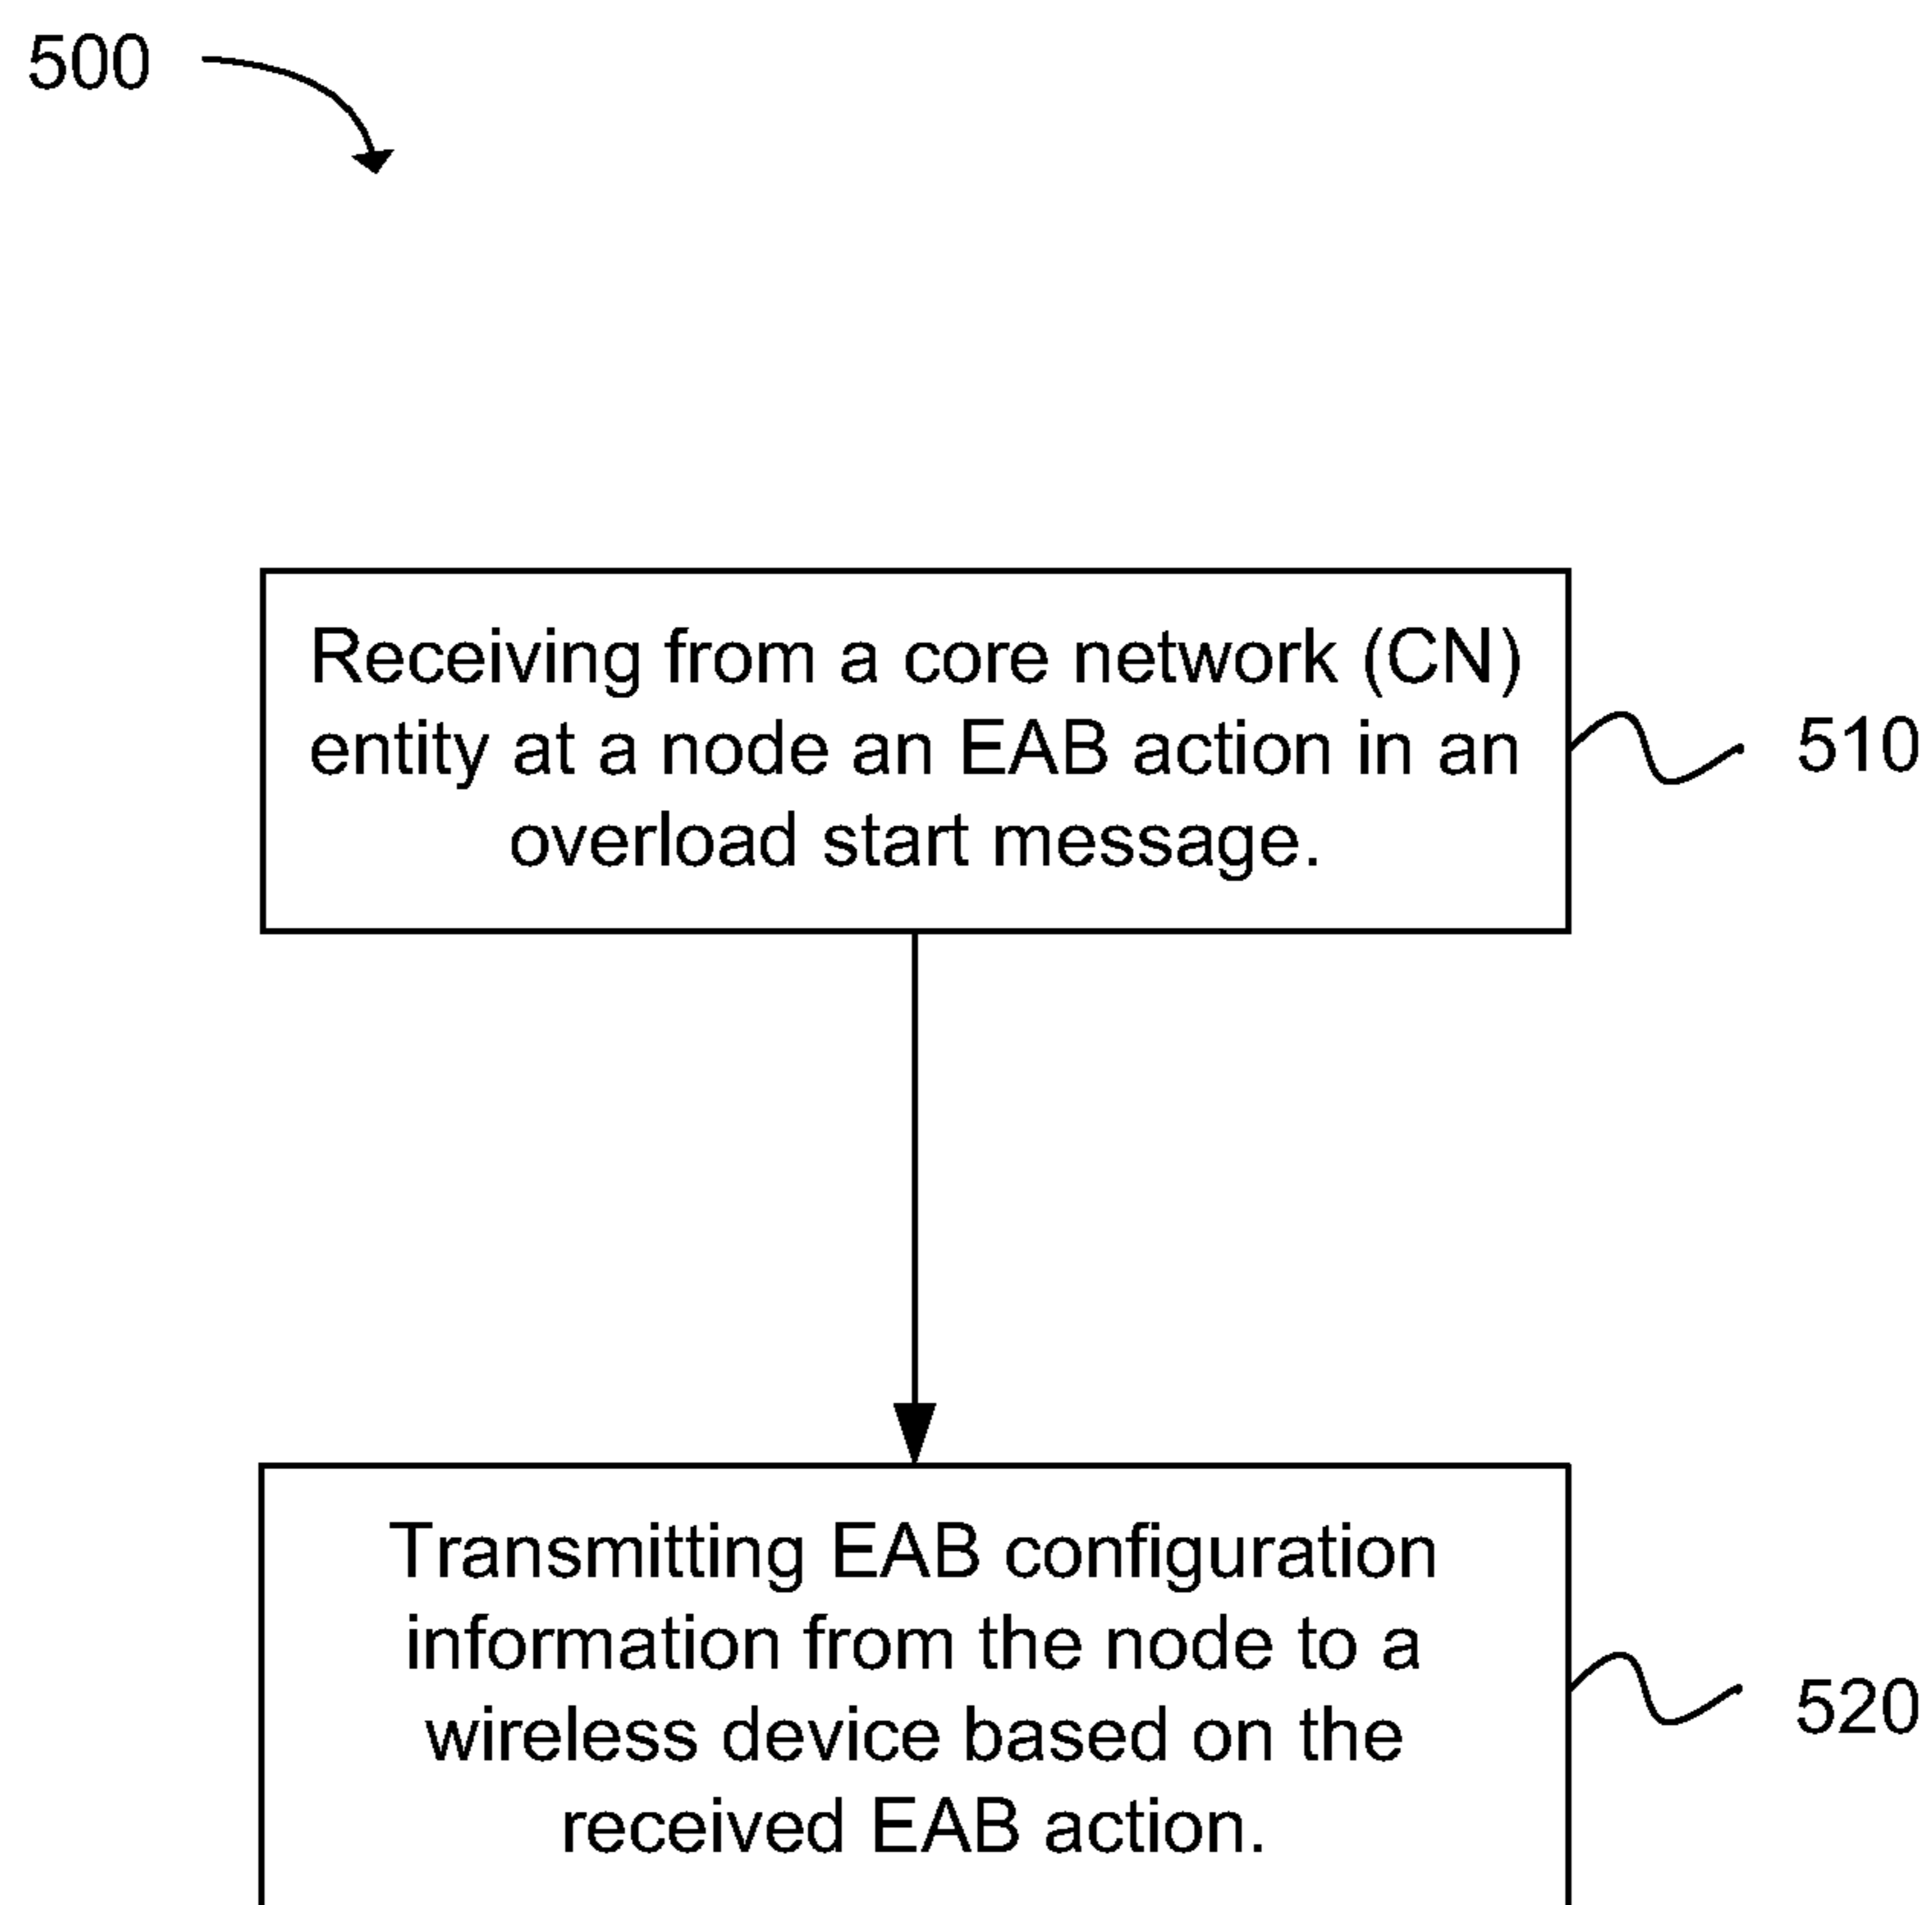 500
Receiving from a core network (CN)
entity at a node an EAB action in an
overload start message.
510
Transmitting EAB configuration
information from the node to a
wireless device based on the
received EAB action.
520